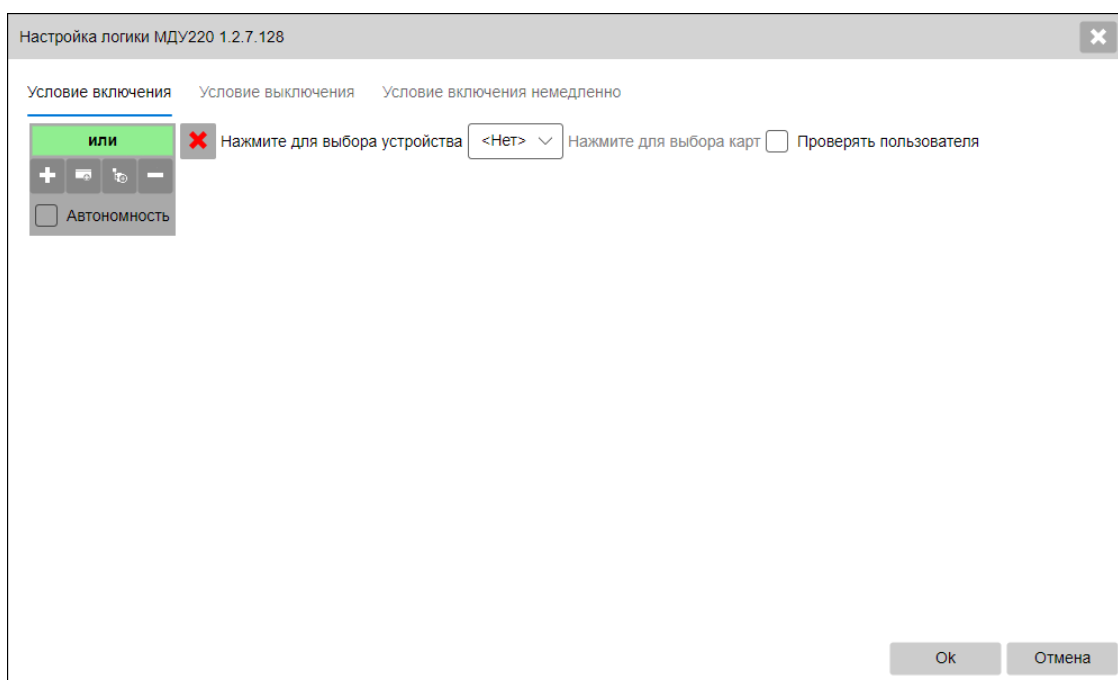 Настройка логики МДУ220 1.2.7.128
Условие включения Условие выключения Условие включения немедленно
или Нажмите для выбора устройства <Нет> Нажмите для выбора карт Проверять пользователя
Автономность
Ok Отмена